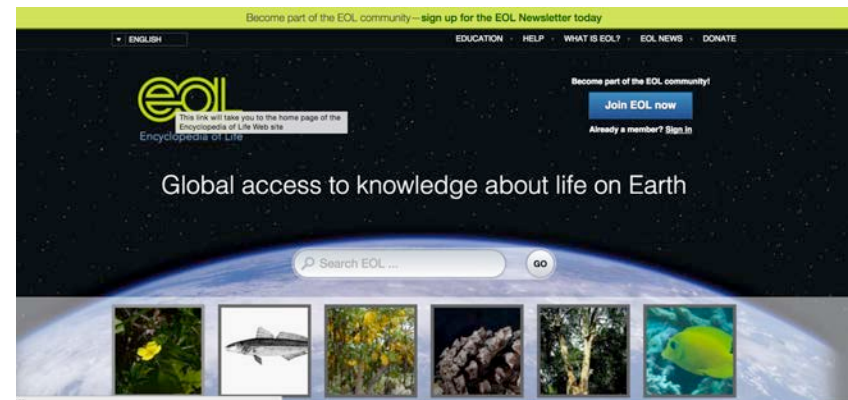 Become part of the EOL community—sign up for the EOL Newsletter today
ENGLISH
EDUCATION HELP WHAT IS EOL? EOL NEWS DONATE
eol
This link will take you to the home page of the
Encyclopedia of Life Web site
Encyclopedia of Life
Become part of the EOL community!
Join EOL now
Already a member? Sign in
Global access to knowledge about life on Earth
Search EOL ...
GO